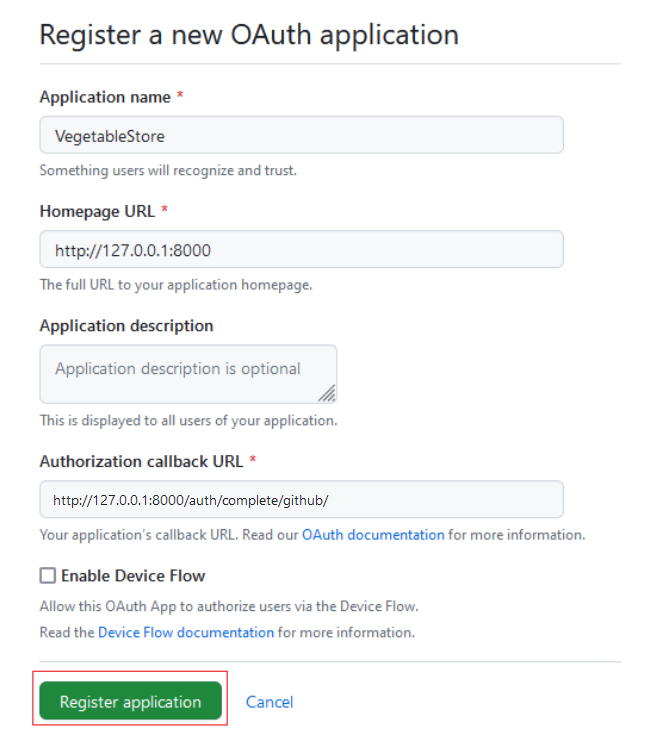 Register a new OAuth application
Application name *
VegetableStore
Something users will recognize and trust.
Homepage URL *
http://127.0.0.1:8000
The full URL to your application homepage.
Application description
Application description is optional
This is displayed to all users of your application.
Authorization callback URL *
http://127.0.0.1:8000/auth/complete/github/
Your application's callback URL. Read our OAuth documentation for more information.
Enable Device Flow
Allow this OAuth App to authorize users via the Device Flow.
Read the Device Flow documentation for more information.
Register application Cancel